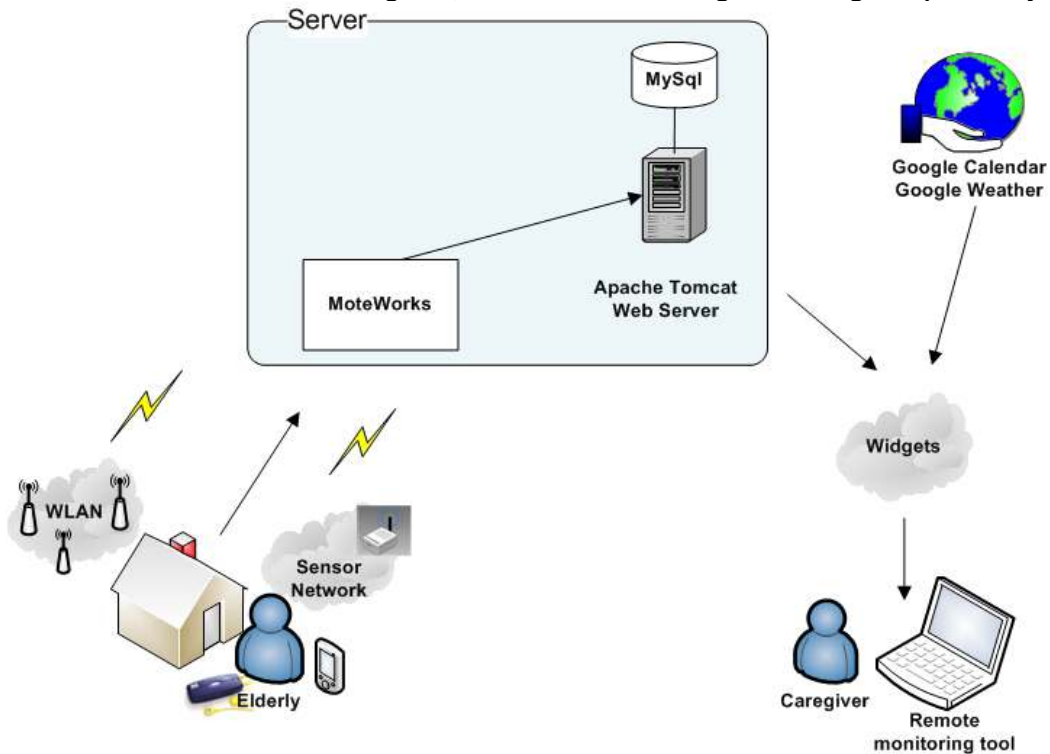 Server
MySql
Google Calendar
Google Weather
MoteWorks
Apache Tomcat
Web Server
Widgets
WLAN
Sensor
Network
Elderly
Caregiver
Remote
monitoring tool